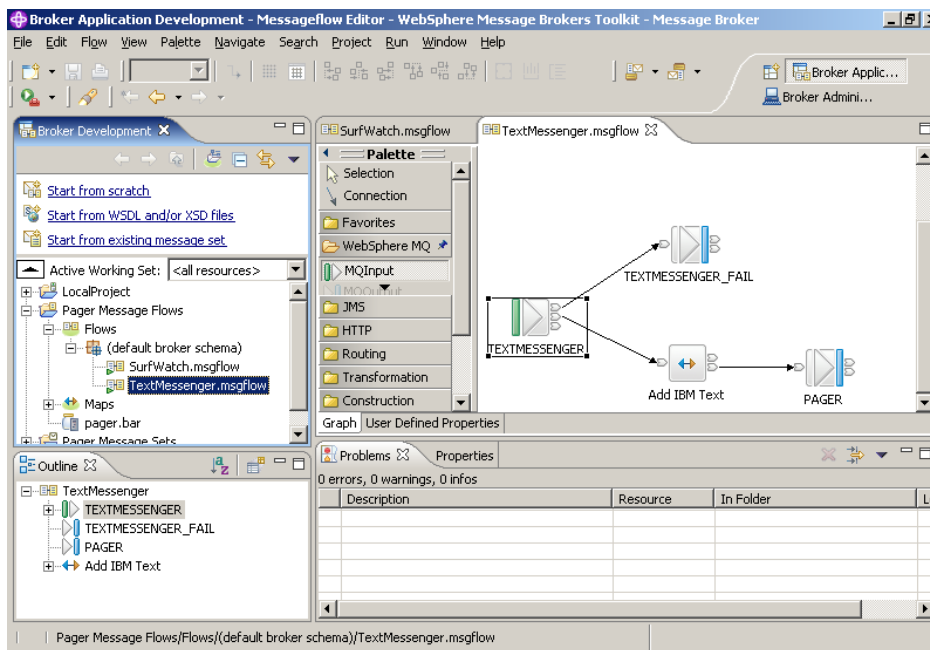 Broker Application Development - Messageflow Editor - WebSphere Message Brokers Toolkit - Message Broker
File Edit Flow View Palette Navigate Search Project Run Window Help
Broker Applic...
Broker Admini...
Broker Development
Start from scratch
Start from WSDL and/or XSD files
Start from existing message set
Active Working Set: <all resources>
LocalProject
Pager Message Flows
Flows
(default broker schema)
SurfWatch.msgflow
TextMessenger.msgflow
Maps
pager.bar
Pager Message Sets
SurfWatch.msgflow
TextMessenger.msgflow
Palette
Selection
Connection
Favorites
WebSphere MQ
MQInput
MQOutput
JMS
HTTP
Routing
Transformation
Construction
TEXTMESSENGER_FAIL
TEXTMESSENGER
Add IBM Text
PAGER
Graph User Defined Properties
Outline
TextMessenger
TEXTMESSENGER
TEXTMESSENGER_FAIL
PAGER
Add IBM Text
Problems Properties
0 errors, 0 warnings, 0 infos
Description Resource In Folder L
Pager Message Flows/Flows/(default broker schema)/TextMessenger.msgflow